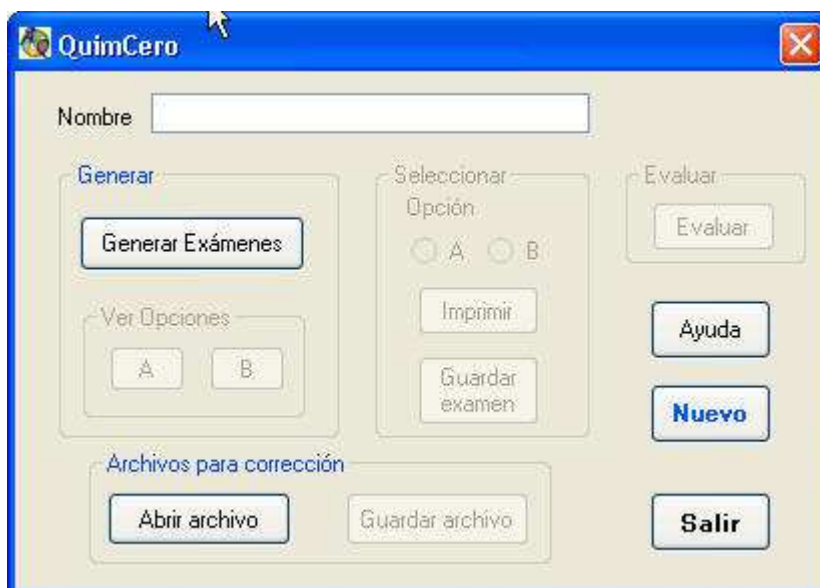 QuimCero
Nombre
Generar
Generar Exámenes
Ver Opciones
A B
Seleccionar
Opción
A B
Imprimir
Guardar
examen
Evaluar
Evaluar
Ayuda
Nuevo
Archivos para corrección
Abrir archivo Guardar archivo
Salir